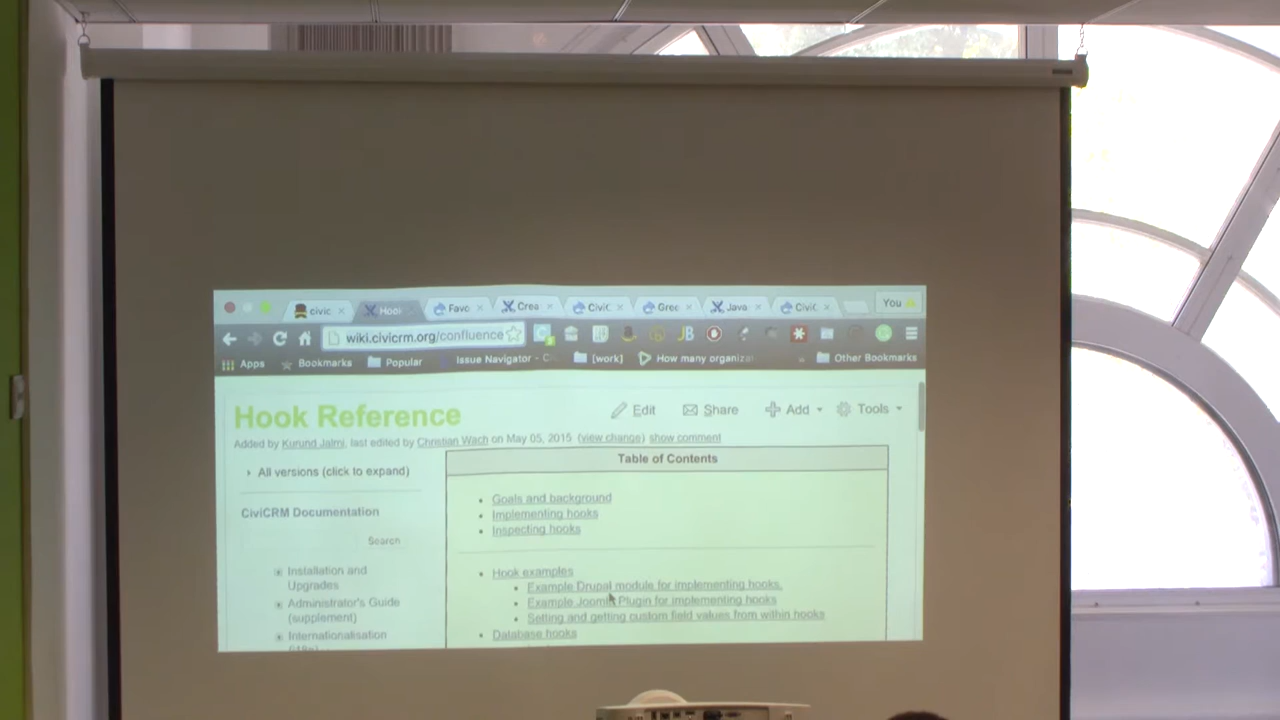 civic
Hook
Favo
Crea
CiviC
Gree
Java
CiviC
You
wiki.civicrm.org/confluence
Apps
Bookmarks
Popular
Issue Navigator - C
[work]
How many organiza
Other Bookmarks
Hook Reference
Edit
Share
Add
Tools
Added by Kurund Jalmi, last edited by Christian Wach on May 05, 2015 (view change) show comment
All versions (click to expand)
Table of Contents
CiviCRM Documentation
Search
Goals and background
Implementing hooks
Inspecting hooks
Installation and
Upgrades
Administrator's Guide
(supplement)
Internationalisation
Hook examples
Example Drupal module for implementing hooks.
Example Joomla Plugin for implementing hooks
Setting and getting custom field values from within hooks
Database hooks